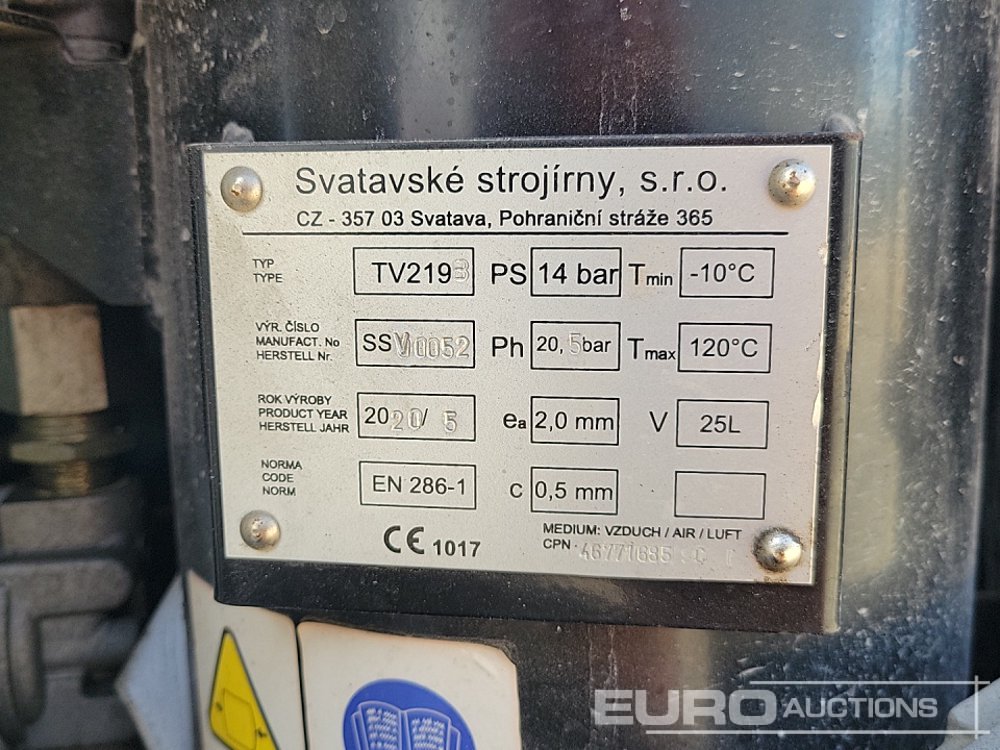 Svatavské strojírny, s.r.o.
CZ - 357 03 Svatava, Pohraniční stráže 365
TYP
TYPE
TV219B
PS 14 bar
Tmin -10°C
VÝR. ČÍSLO
MANUFACT. No
HERSTELL Nr.
SSV0052
Ph 20,5bar
Tmax 120°C
ROK VÝROBY
PRODUCT YEAR
HERSTELL JAHR
2020/ 5
ea 2,0 mm
V 25L
NORMA
CODE
NORM
EN 286-1
c 0,5 mm
CE 1017
MEDIUM: VZDUCH / AIR / LUFT
CPN
EURO AUCTIONS